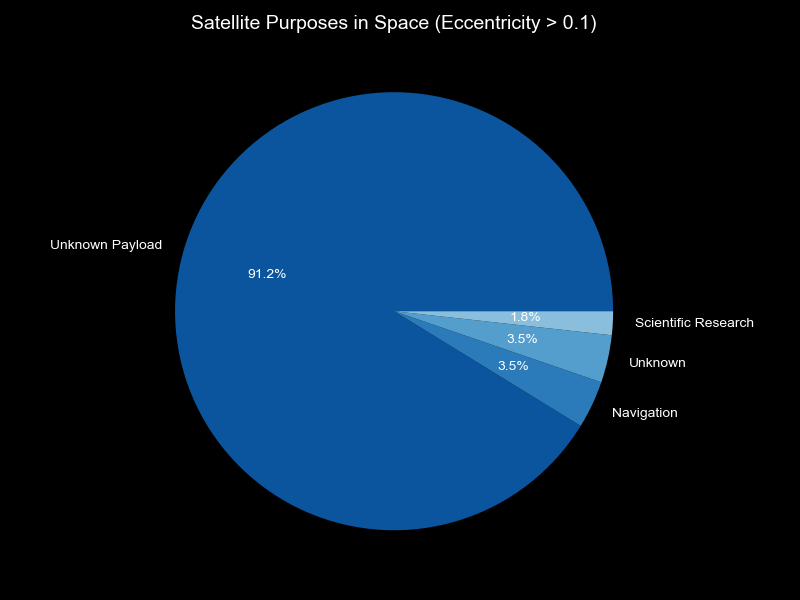 Satellite Purposes in Space (Eccentricity > 0.1)
Unknown Payload
91.2%
1.8%
Scientific Research
3.5%
Unknown
3.5%
Navigation